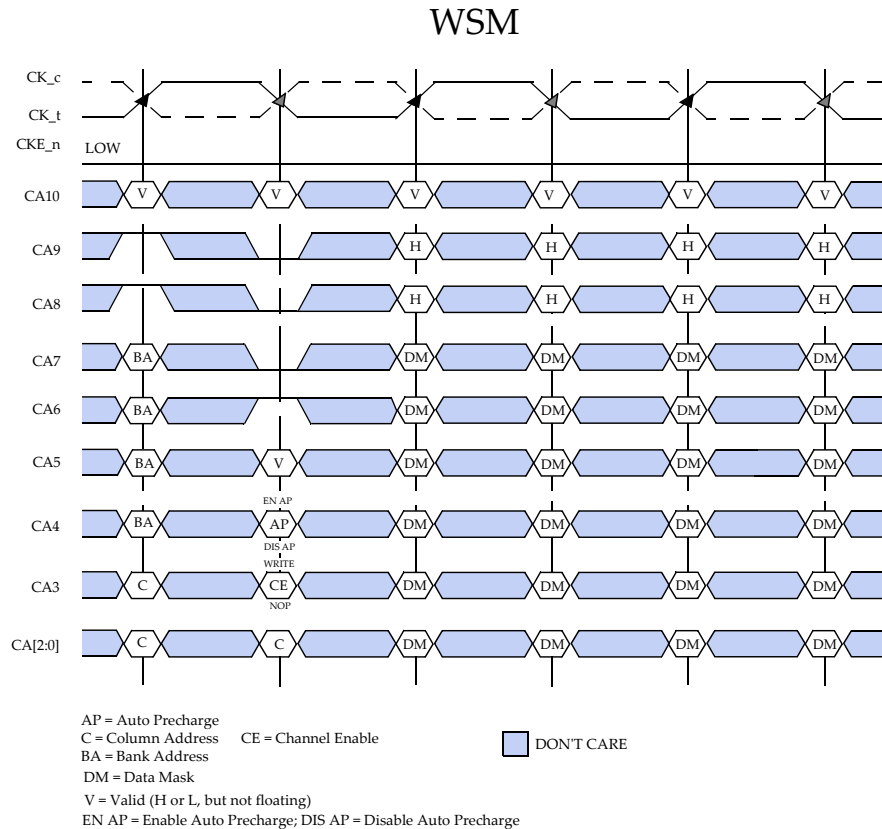 WSM
CK_c
CK_t
CKE_n LOW
CA10 V V V V V V
CA9 H H H H
CA8 H H H H
CA7 BA DM DM DM DM
CA6 BA DM DM DM DM
CA5 BA V DM DM DM DM
EN AP
CA4 BA AP DM DM DM DM
DIS AP
WRITE
CA3 C CE DM DM DM DM
NOP
CA[2:0] C C DM DM DM DM
AP = Auto Precharge
C = Column Address CE = Channel Enable DON'T CARE
BA = Bank Address
DM = Data Mask
V = Valid (H or L, but not floating)
EN AP = Enable Auto Precharge; DIS AP = Disable Auto Precharge